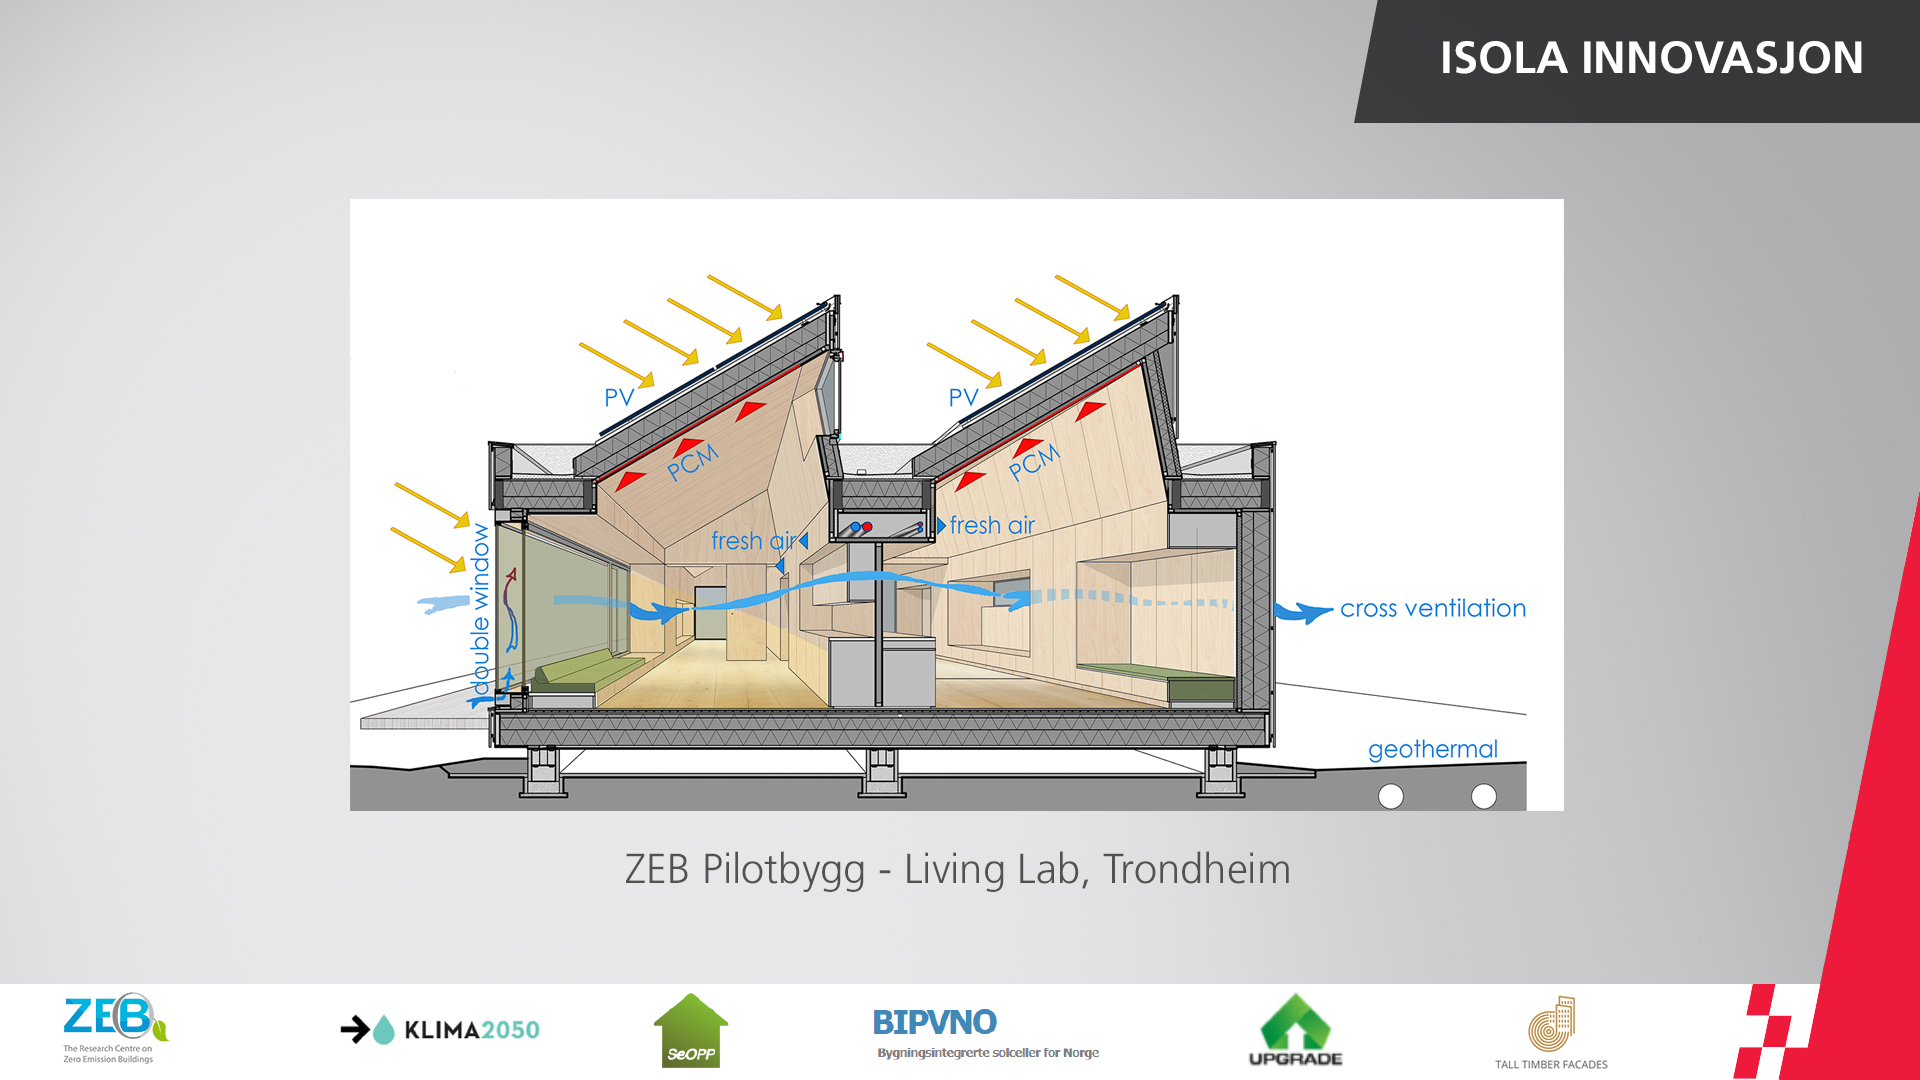 ISOLA INNOVASJON
PV
PV
PCM
PCM
fresh air
fresh air
double window
cross ventilation
geothermal
ZEB Pilotbygg - Living Lab, Trondheim
ZEB
The Research Centre on
Zero Emission Buildings
KLIMA2050
SeOPP
BIPVNO
Bygningsintegrerte solceller for Norge
UPGRADE
TALL TIMBER FACADES